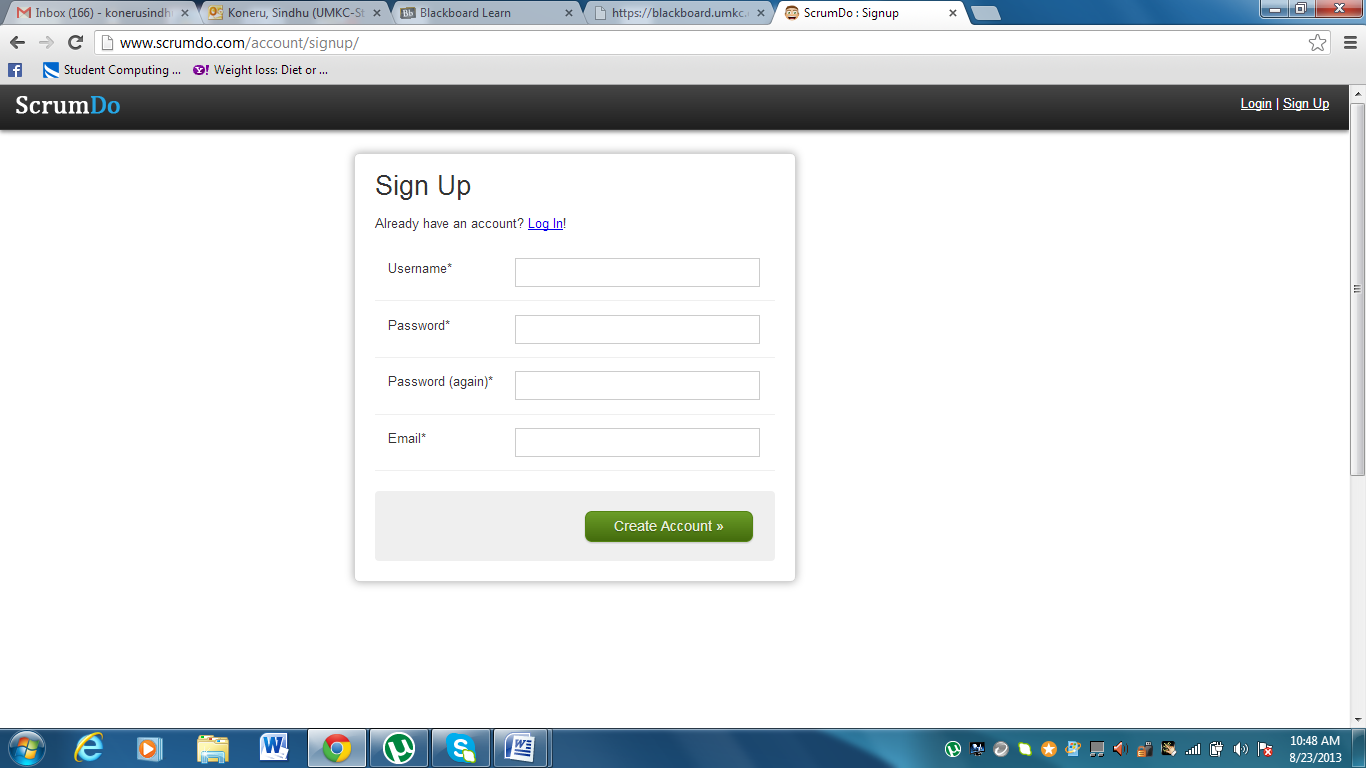 Inbox (166) - konerusindh
Koneru, Sindhu (UMKC-St
Blackboard Learn
https://blackboard.umkc.
ScrumDo : Signup
www.scrumdo.com/account/signup/
Student Computing ...
Weight loss: Diet or ...
ScrumDo
Login | Sign Up
Sign Up
Already have an account? Log In!
Username*
Password*
Password (again)*
Email*
Create Account »
10:48 AM
8/23/2013